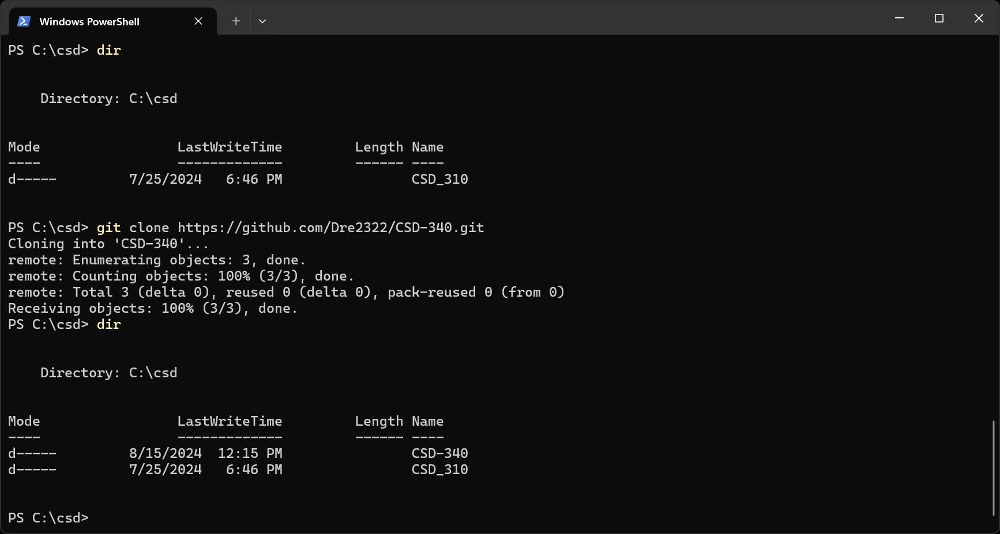 Windows PowerShell
PS C:\csd> dir
    Directory: C:\csd
Mode                 LastWriteTime         Length Name
----                 -------------         ------ ----
d-----         7/25/2024   6:46 PM                CSD_310
PS C:\csd> git clone https://github.com/Dre2322/CSD-340.git
Cloning into 'CSD-340'...
remote: Enumerating objects: 3, done.
remote: Counting objects: 100% (3/3), done.
remote: Total 3 (delta 0), reused 0 (delta 0), pack-reused 0 (from 0)
Receiving objects: 100% (3/3), done.
PS C:\csd> dir
    Directory: C:\csd
Mode                 LastWriteTime         Length Name
----                 -------------         ------ ----
d-----         8/15/2024  12:15 PM                CSD-340
d-----         7/25/2024   6:46 PM                CSD_310
PS C:\csd>